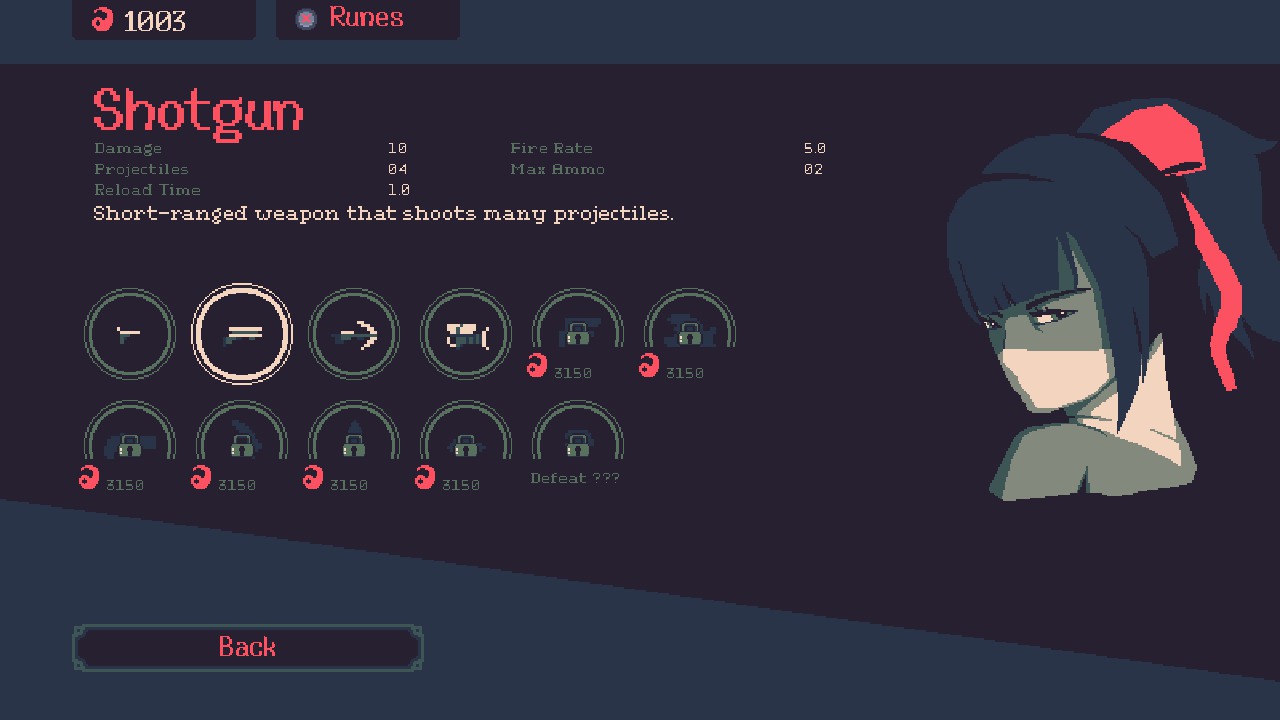 1003 Runes
Shotgun
Damage 10 Fire Rate 5.0
Projectiles 04 Max Ammo 02
Reload Time 1.0
Short-ranged weapon that shoots many projectiles.
3150 3150
3150 3150 3150 3150 Defeat ???
Back